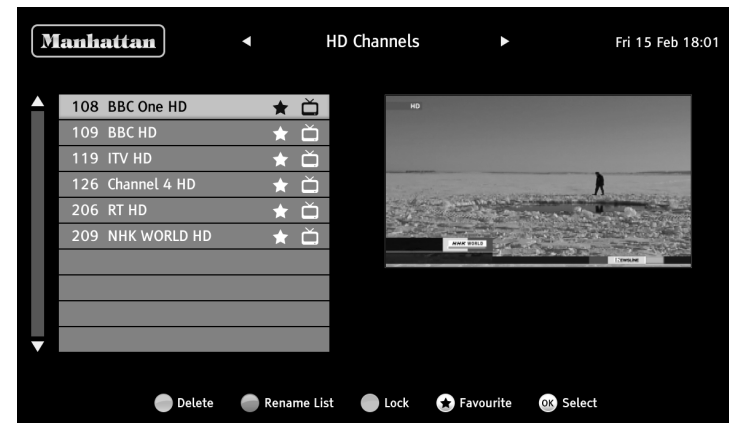 Manhattan
HD Channels
Fri 15 Feb 18:01
108 BBC One HD
109 BBC HD
119 ITV HD
126 Channel 4 HD
206 RT HD
209 NHK WORLD HD
HD
NHK WORLD
NEWSLINE
Delete
Rename List
Lock
Favourite
OK Select